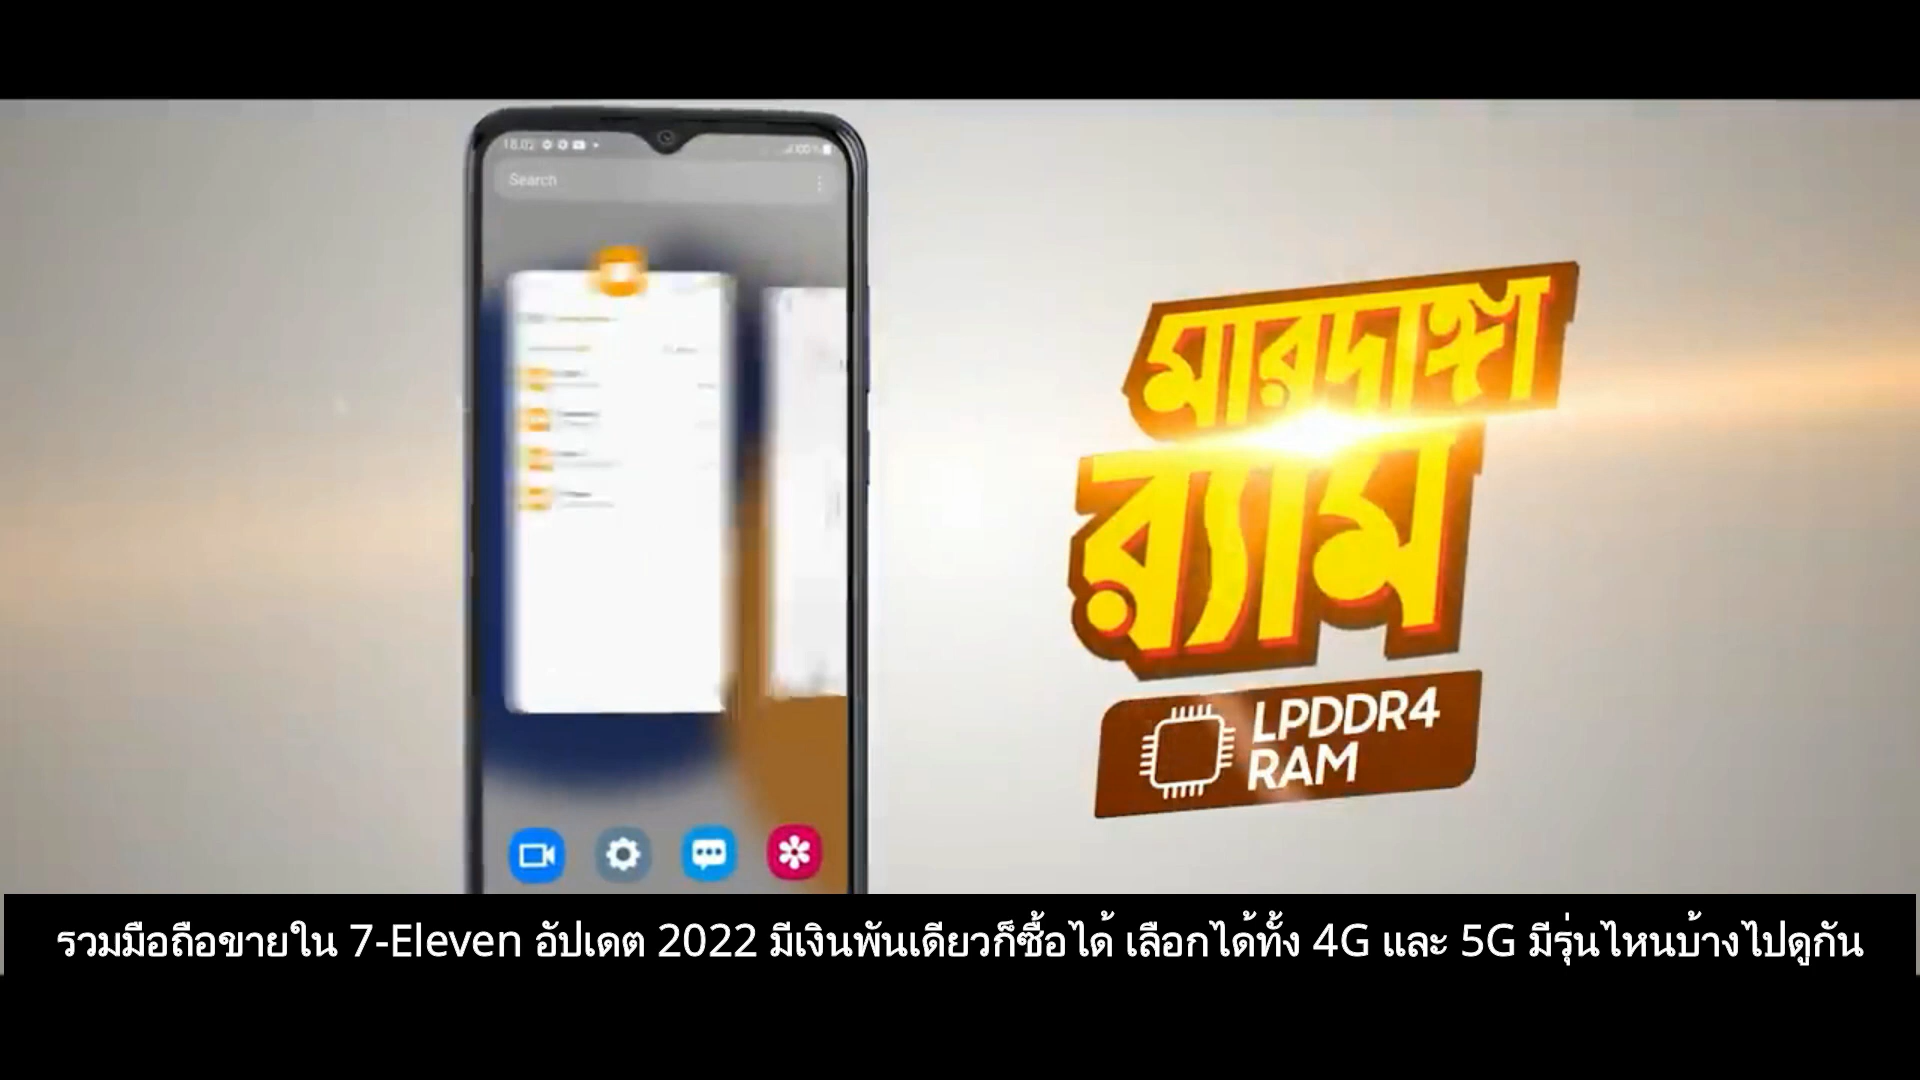 18.02
Search
মারদাঙ্গা
র‍্যাম
LPDDR4
RAM
รวมมือถือขายใน 7-Eleven อัปเดต 2022 มีเงินพันเดียวก็ซื้อได้ เลือกได้ทั้ง 4G และ 5G มีรุ่นไหนบ้างไปดูกัน